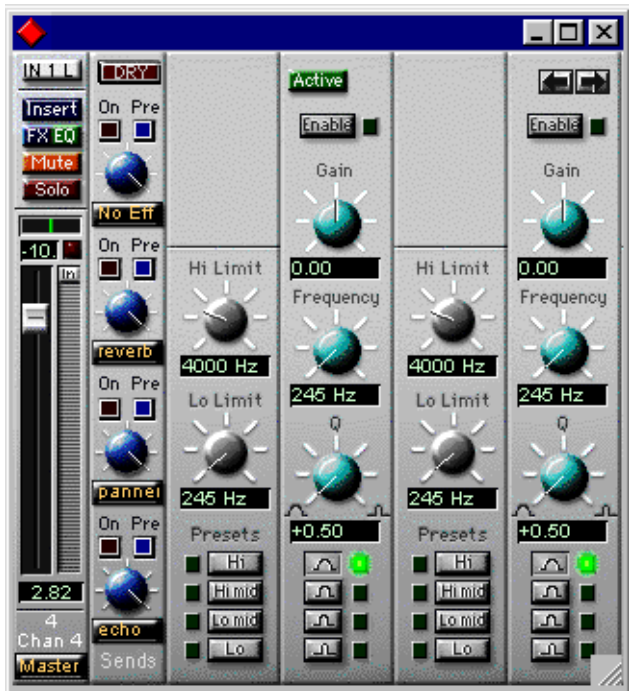 IN 1 L
Insert
FX EQ
Mute
Solo
-10.
In
2.82
4
Chan 4
Master
DRY
On Pre
No Eff
On Pre
reverb
On Pre
panner
On Pre
echo
Sends
Hi Limit
4000 Hz
Lo Limit
245 Hz
Presets
Hi
Hi mid
Lo mid
Lo
Active
Enable
Gain
0.00
Frequency
245 Hz
Q
+0.50
Hi Limit
4000 Hz
Lo Limit
245 Hz
Presets
Hi
Hi mid
Lo mid
Lo
Enable
Gain
0.00
Frequency
245 Hz
Q
+0.50